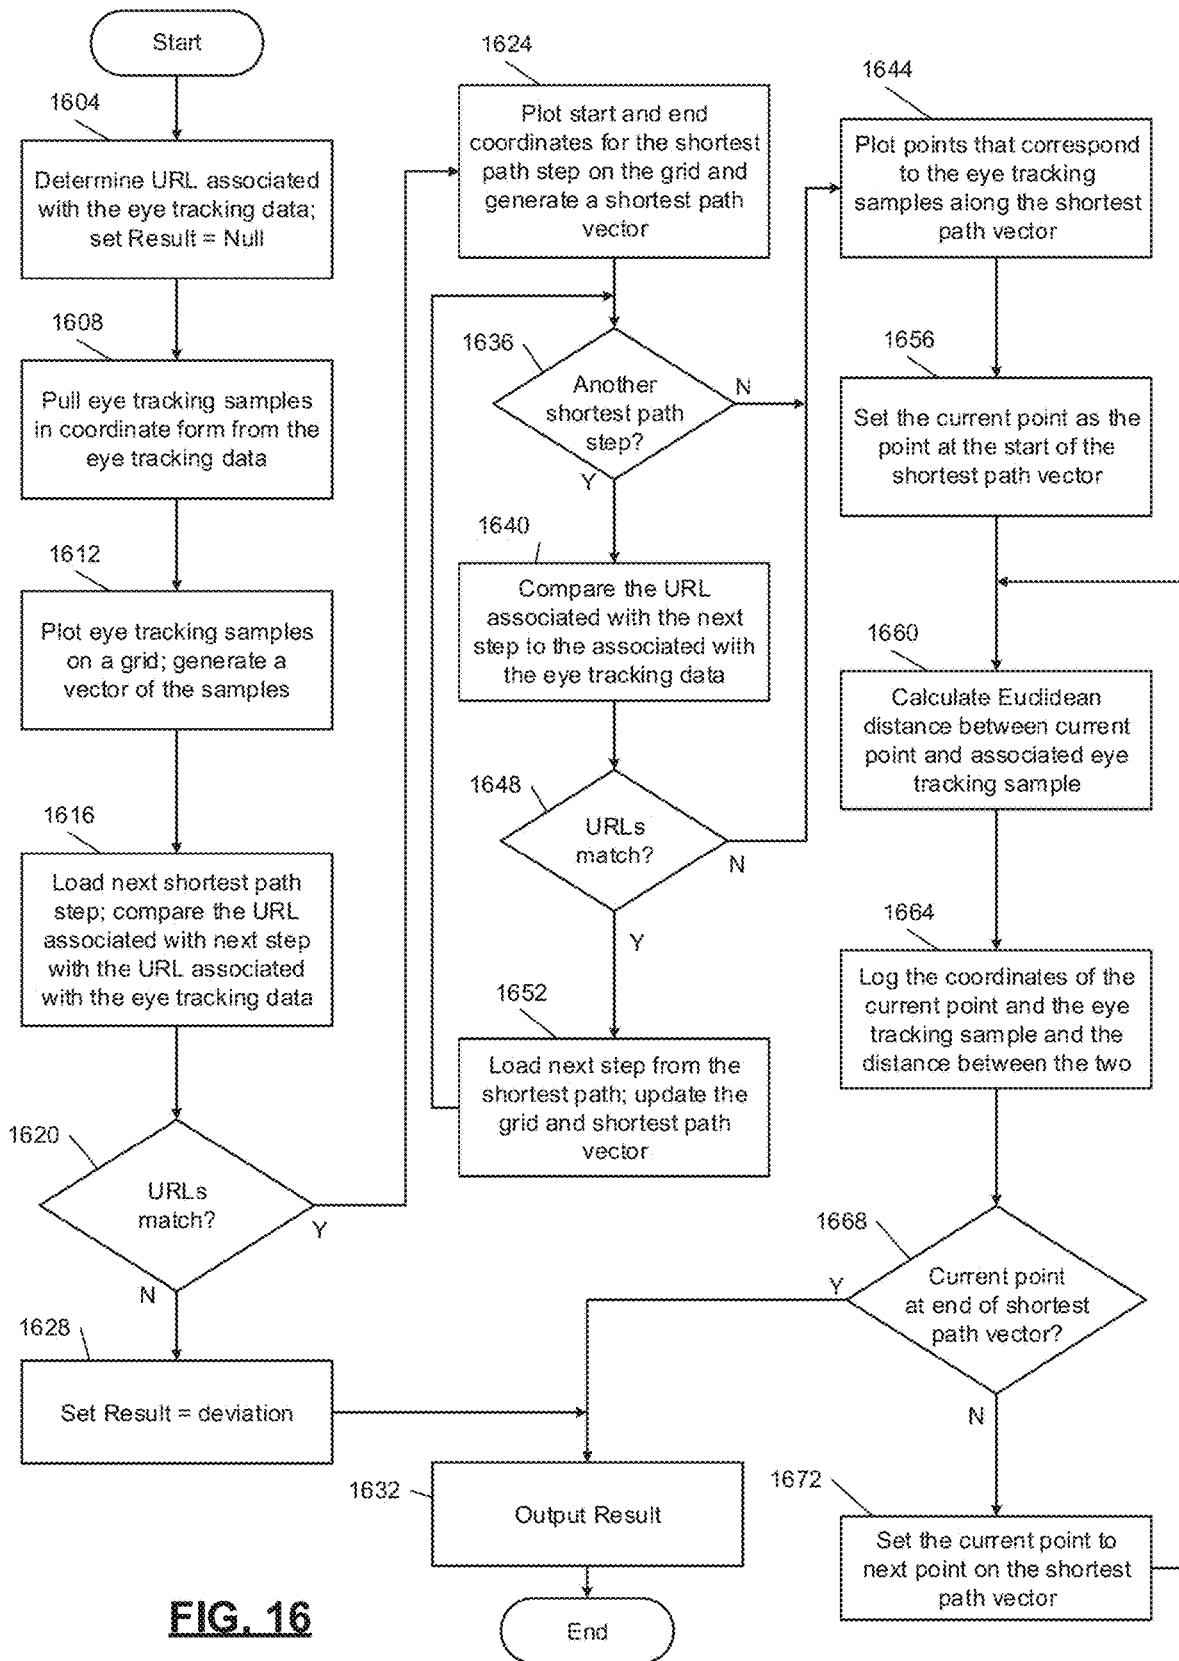 Start
1604
Determine URL associated
with the eye tracking data;
set Result = Null
1608
Pull eye tracking samples
in coordinate form from the
eye tracking data
1612
Plot eye tracking samples
on a grid; generate a
vector of the samples
1616
Load next shortest path
step; compare the URL
associated with next step
with the URL associated
with the eye tracking data
1620
URLs
match?
Y
N
1628
Set Result = deviation
1624
Plot start and end
coordinates for the shortest
path step on the grid and
generate a shortest path
vector
1636
Another
shortest path
step?
N
Y
1640
Compare the URL
associated with the next
step to the associated with
the eye tracking data
1648
URLs
match?
N
Y
1652
Load next step from the
shortest path; update the
grid and shortest path
vector
1644
Plot points that correspond
to the eye tracking
samples along the shortest
path vector
1656
Set the current point as the
point at the start of the
shortest path vector
1660
Calculate Euclidean
distance between current
point and associated eye
tracking sample
1664
Log the coordinates of the
current point and the eye
tracking sample and the
distance between the two
1668
Current point
at end of shortest
path vector?
Y
N
1672
Set the current point to
next point on the shortest
path vector
1632
Output Result
End
FIG. 16